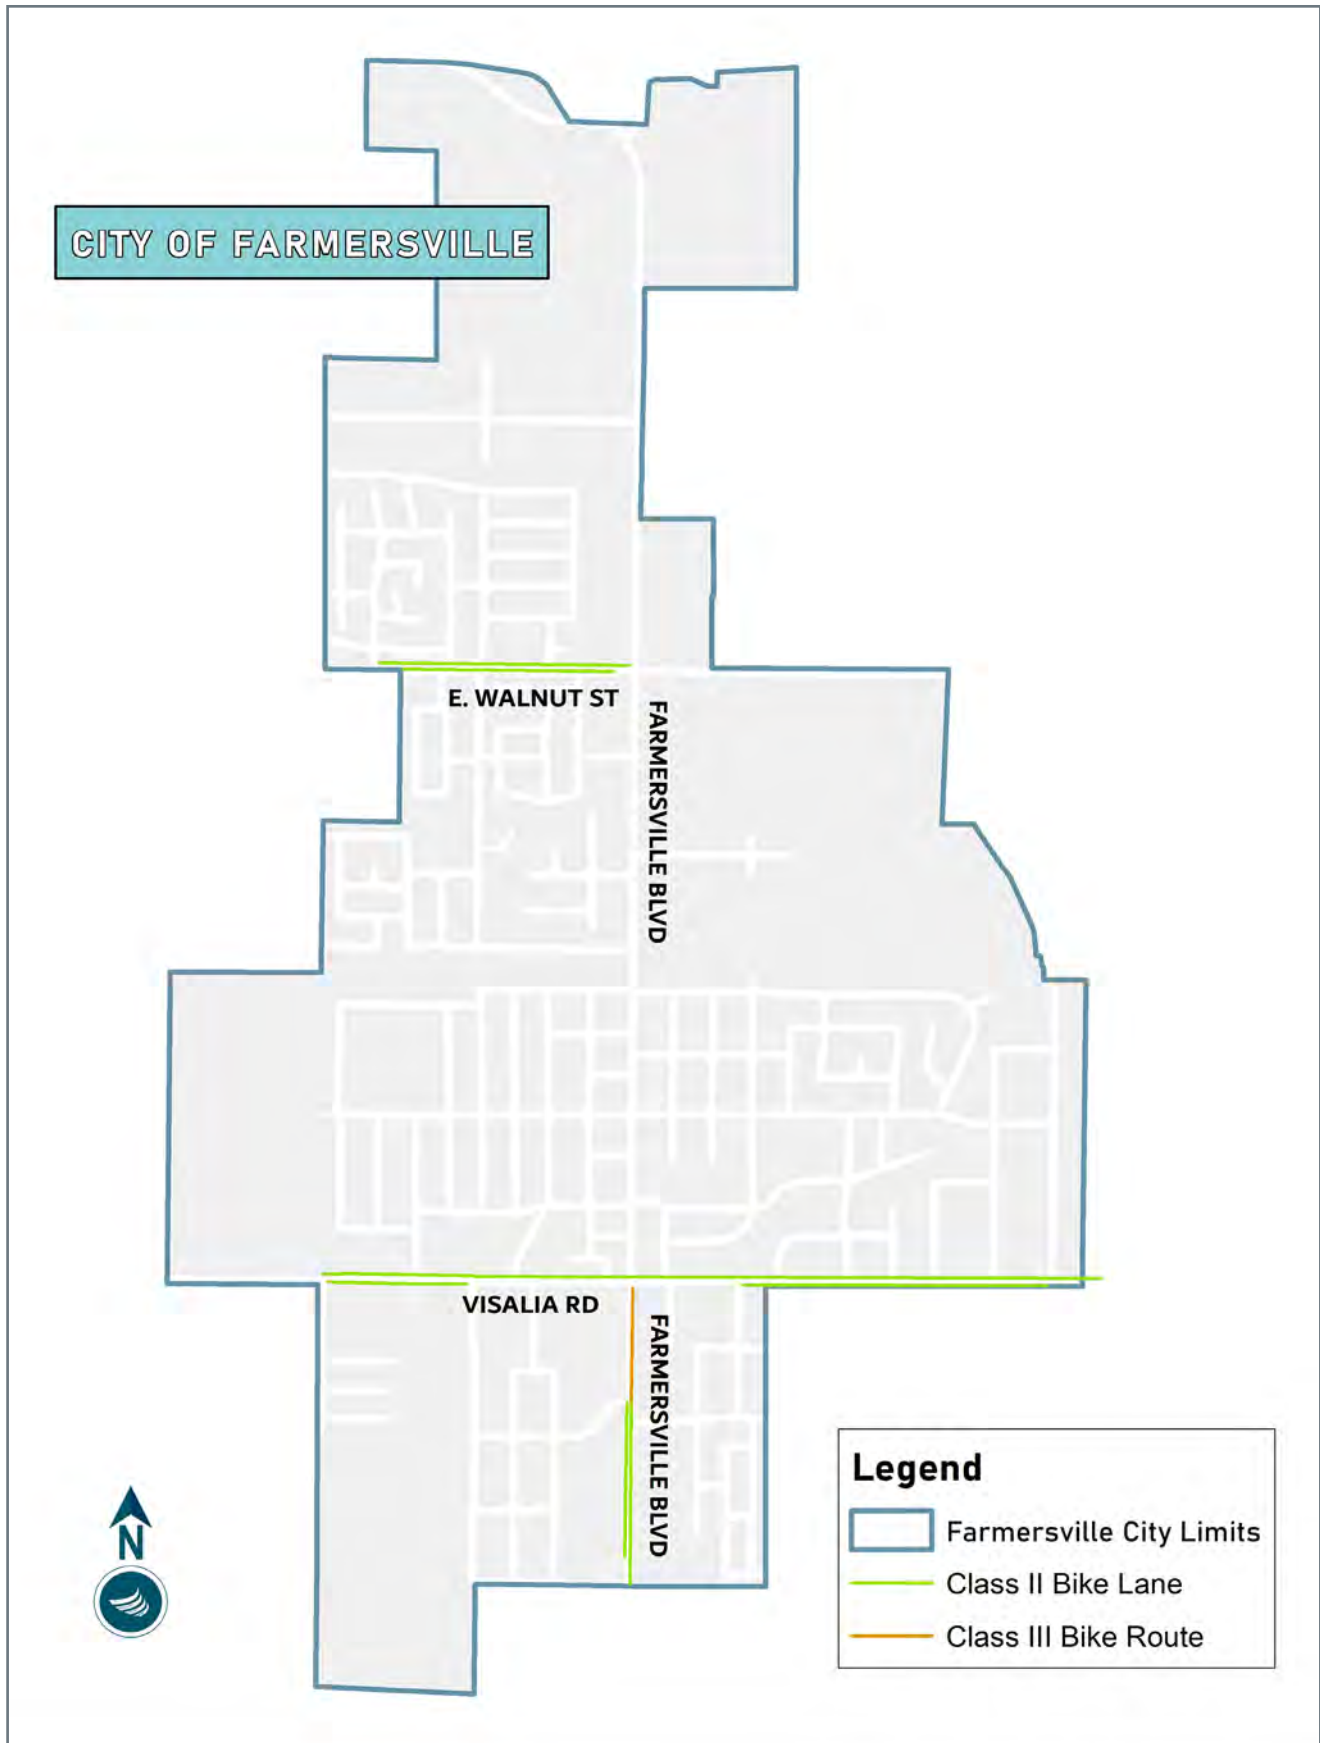 CITY OF FARMERSVILLE
E. WALNUT ST
FARMERSVILLE BLVD
VISALIA RD
FARMERSVILLE BLVD
Legend
Farmersville City Limits
Class II Bike Lane
Class III Bike Route
N